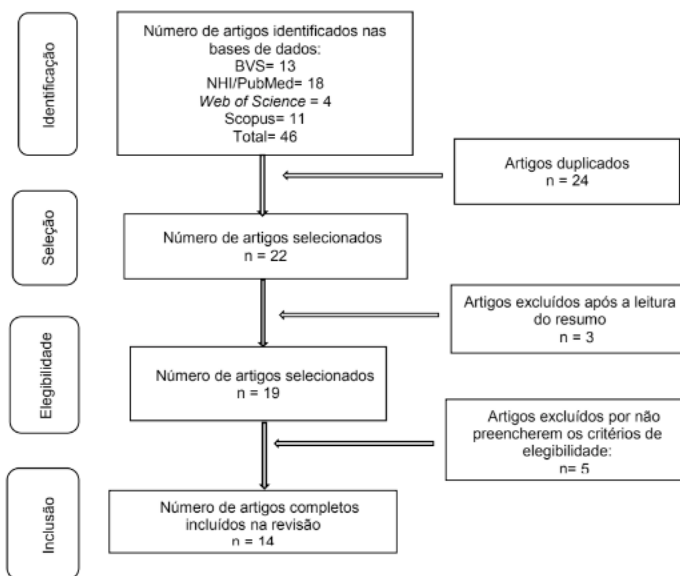 Identificação
Número de artigos identificados nas
bases de dados:
BVS= 13
NHI/PubMed= 18
Web of Science = 4
Scopus= 11
Total= 46
Artigos duplicados
n = 24
Seleção
Número de artigos selecionados
n = 22
Artigos excluídos após a leitura
do resumo
n = 3
Elegibilidade
Número de artigos selecionados
n = 19
Artigos excluídos por não
preencherem os critérios de
elegibilidade:
n= 5
Inclusão
Número de artigos completos
incluídos na revisão
n = 14